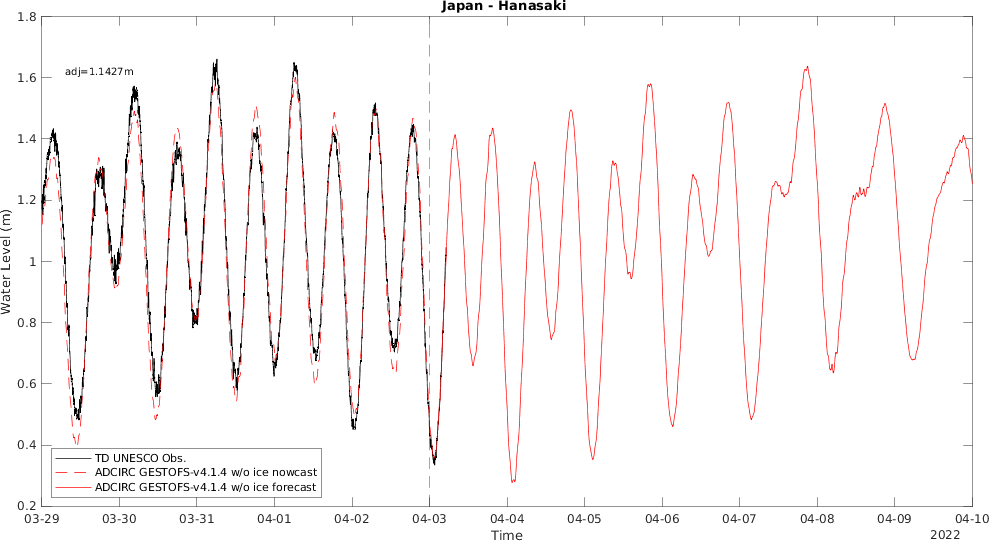 Japan - Hanasaki
1.8
1.6
1.4
1.2
1
0.8
0.6
0.4
0.2
Water Level (m)
adj=1.1427m
TD UNESCO Obs.
ADCIRC GESTOFS-v4.1.4 w/o ice nowcast
ADCIRC GESTOFS-v4.1.4 w/o ice forecast
03-29 03-30 03-31 04-01 04-02 04-03 04-04 04-05 04-06 04-07 04-08 04-09 04-10
Time
2022